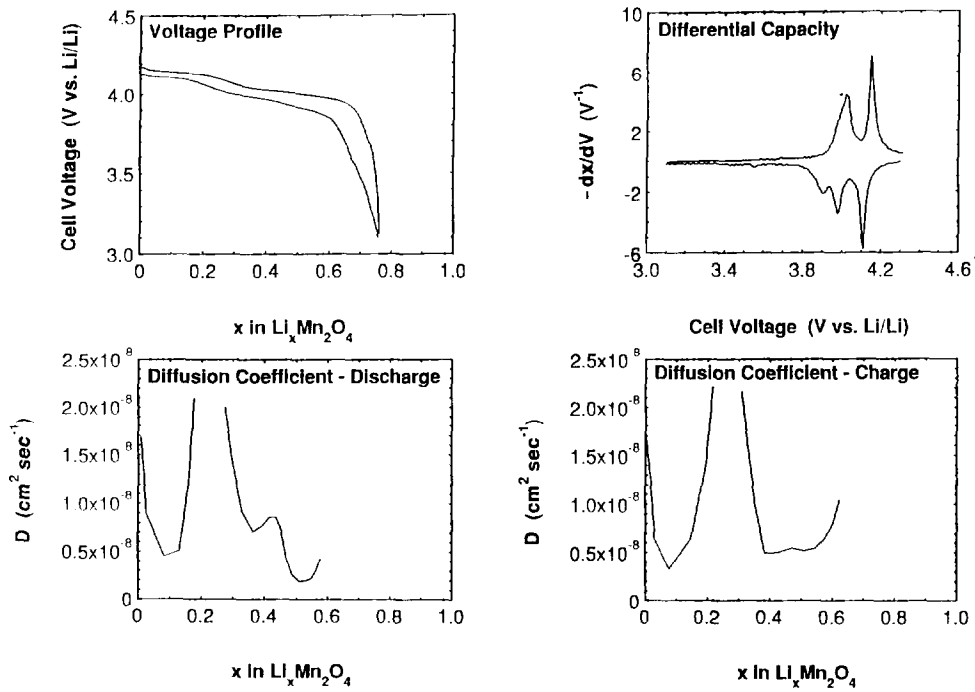 Voltage Profile
4.5
4.0
3.5
3.0
Cell Voltage (V vs. Li/Li)
0 0.2 0.4 0.6 0.8 1.0
x in LiₓMn₂O₄
Differential Capacity
10
6
2
-2
-6
-dx/dV (V⁻¹)
3.0 3.4 3.8 4.2 4.6
Cell Voltage (V vs. Li/Li)
Diffusion Coefficient - Discharge
2.5x10⁻⁸
2.0x10⁻⁸
1.5x10⁻⁸
1.0x10⁻⁸
0.5x10⁻⁸
0
D (cm² sec⁻¹)
0 0.2 0.4 0.6 0.8 1.0
x in LiₓMn₂O₄
Diffusion Coefficient - Charge
2.5x10⁻⁸
2.0x10⁻⁸
1.5x10⁻⁸
1.0x10⁻⁸
0.5x10⁻⁸
0
D (cm² sec⁻¹)
0 0.2 0.4 0.6 0.8 1.0
x in LiₓMn₂O₄